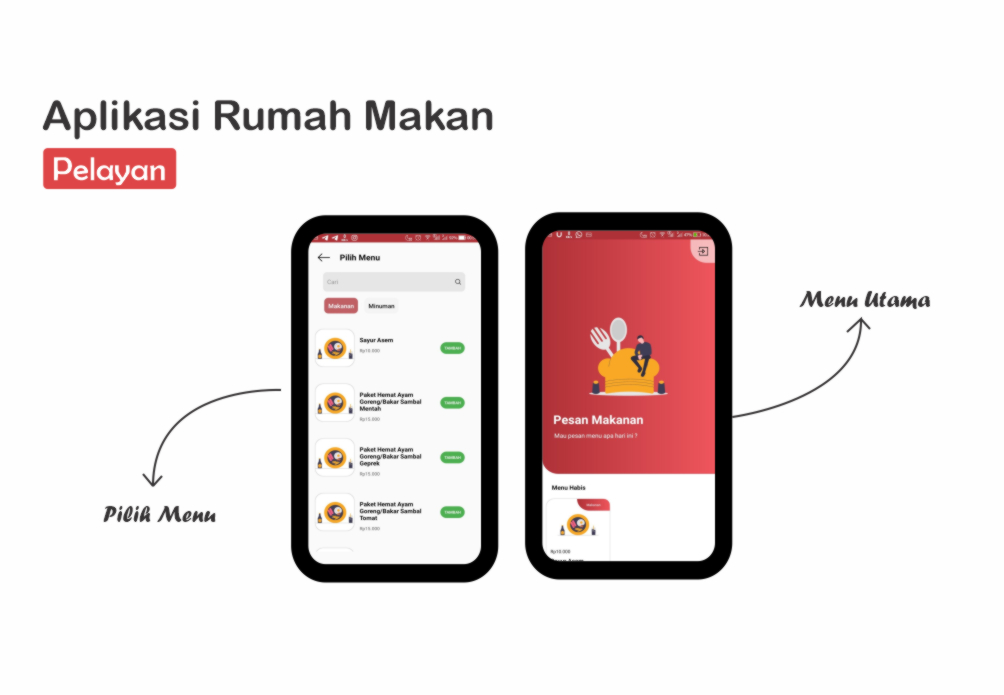 Aplikasi Rumah Makan
Pelayan
Pilih Menu
Cari
Makanan
Minuman
Sayur Asem
Rp10.000
TAMBAH
Paket Hemat Ayam
Goreng/Bakar Sambal
Mentah
Rp15.000
TAMBAH
Paket Hemat Ayam
Goreng/Bakar Sambal
Geprek
Rp15.000
TAMBAH
Paket Hemat Ayam
Goreng/Bakar Sambal
Tomat
Rp15.000
TAMBAH
Pilih Menu
Pesan Makanan
Mau pesan menu apa hari ini ?
Menu Habis
Rp10.000
Menu Utama